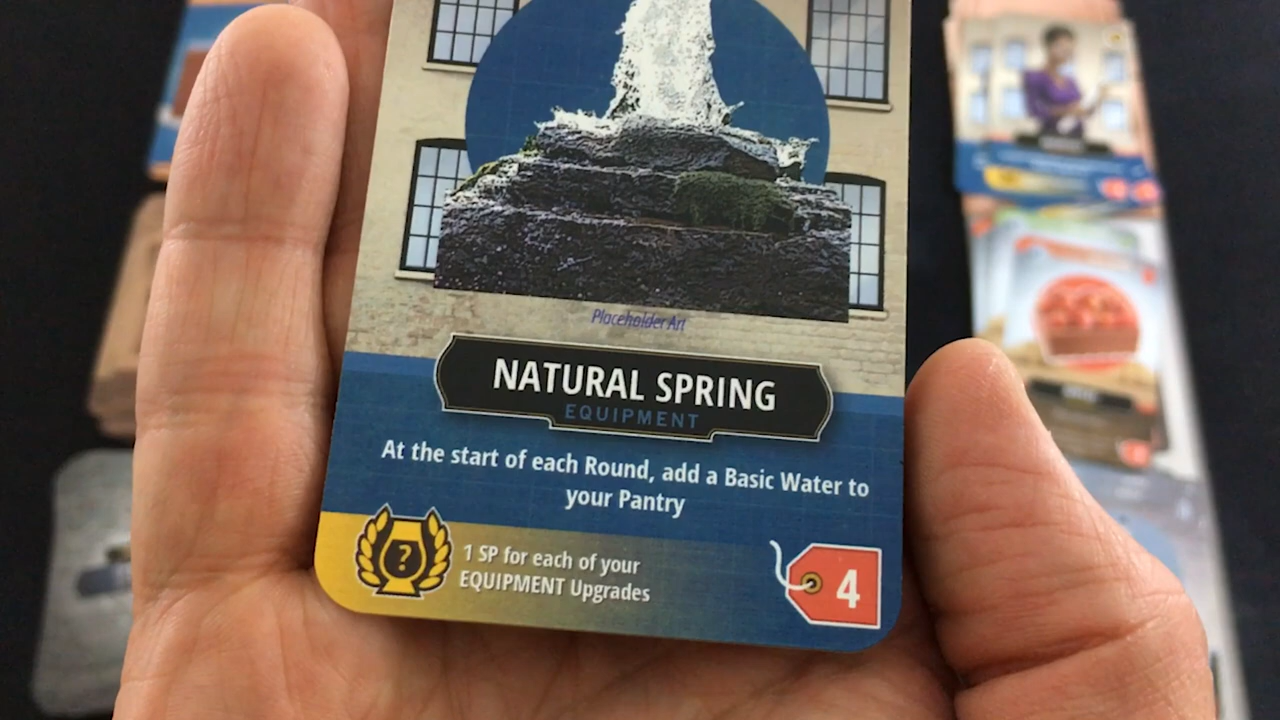 Placeholder Art
NATURAL SPRING
EQUIPMENT
At the start of each Round, add a Basic Water to
your Pantry
?
1 SP for each of your
EQUIPMENT Upgrades
4